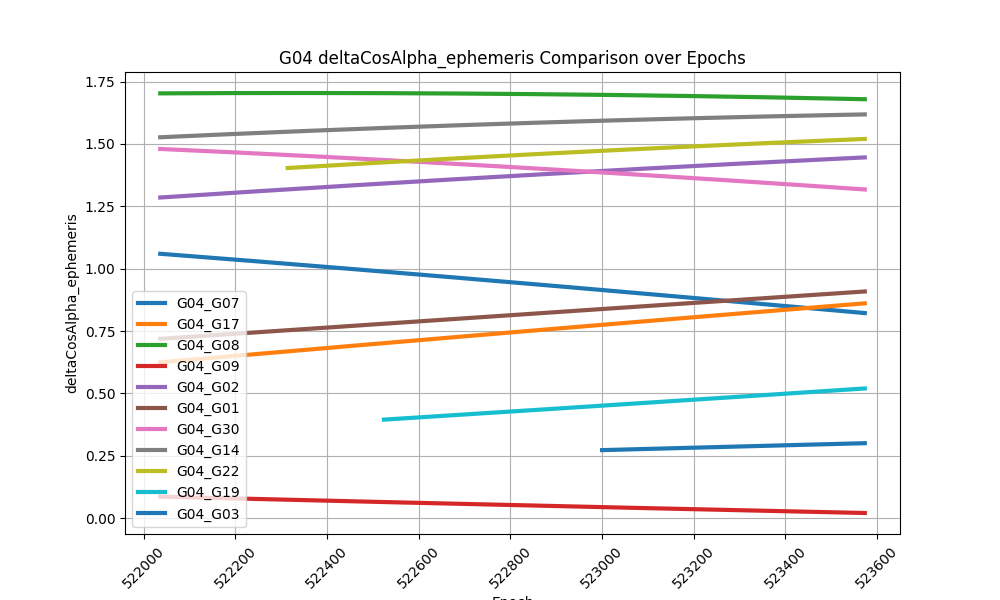 G04 deltaCosAlpha_ephemeris Comparison over Epochs
deltaCosAlpha_ephemeris
1.75
1.50
1.25
1.00
0.75
0.50
0.25
0.00
G04_G07
G04_G17
G04_G08
G04_G09
G04_G02
G04_G01
G04_G30
G04_G14
G04_G22
G04_G19
G04_G03
522000
522200
522400
522600
522800
523000
523200
523400
523600
Epoch